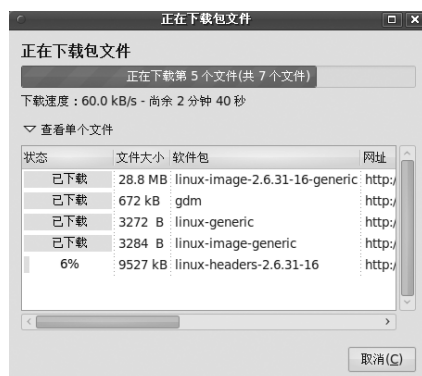 正在下载包文件
正在下载包文件
正在下载第 5 个文件(共 7 个文件)
下载速度：60.0 kB/s - 尚余 2 分钟 40 秒
查看单个文件
状态 文件大小 软件包 网址
已下载 28.8 MB linux-image-2.6.31-16-generic http:/
已下载 672 kB gdm http:/
已下载 3272 B linux-generic http:/
已下载 3284 B linux-image-generic http:/
6% 9527 kB linux-headers-2.6.31-16 http:/
取消(C)